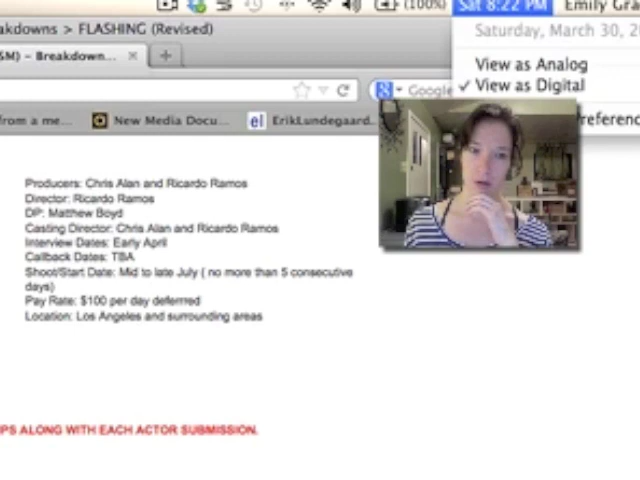 (100%) Sat 8:22 PM Emily Gra
akdowns > FLASHING (Revised)
Saturday, March 30, 20
SM) – Breakdown...
View as Analog
✓ View as Digital
Google
from a me... New Media Docu... el ErikLundegaard.
Preferenc
Producers: Chris Alan and Ricardo Ramos
Director: Ricardo Ramos
DP: Matthew Boyd
Casting Director: Chris Alan and Ricardo Ramos
Interview Dates: Early April
Callback Dates: TBA
Shoot/Start Date: Mid to late July ( no more than 5 consecutive
days)
Pay Rate: $100 per day deferrred
Location: Los Angeles and surrounding areas
PS ALONG WITH EACH ACTOR SUBMISSION.